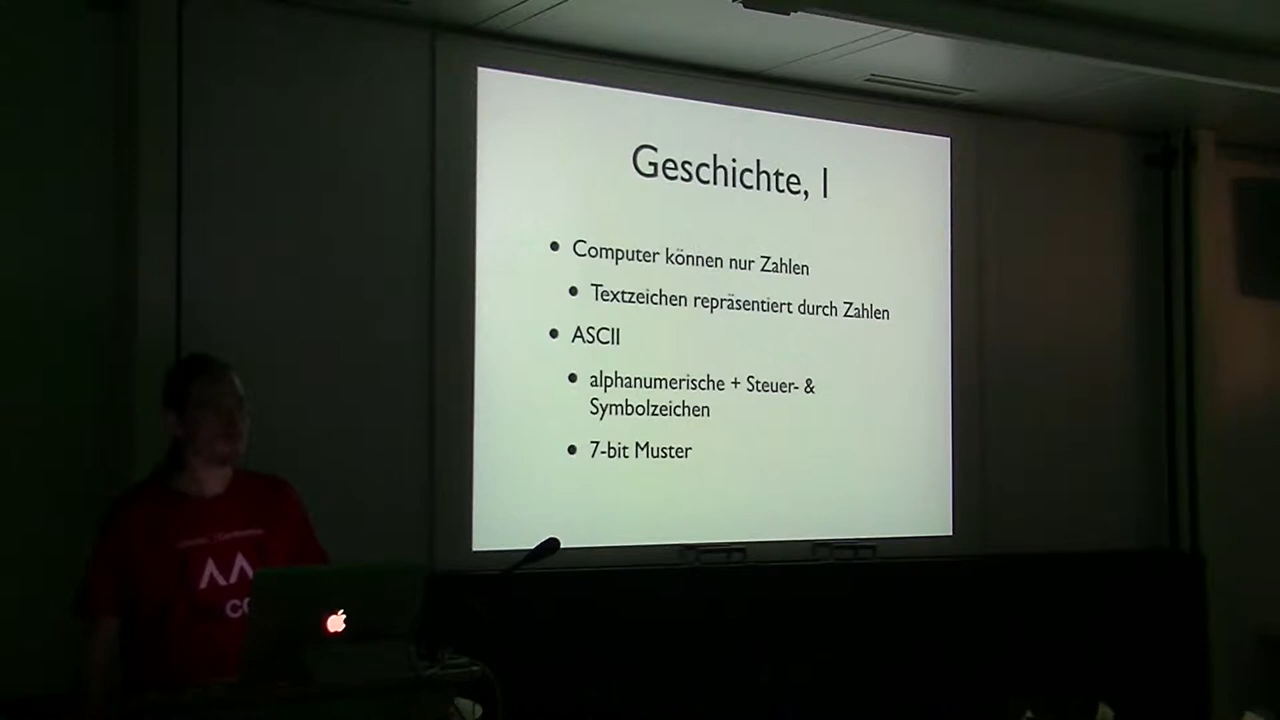 Geschichte, I
• Computer können nur Zahlen
• Textzeichen repräsentiert durch Zahlen
• ASCII
• alphanumerische + Steuer- &
Symbolzeichen
• 7-bit Muster